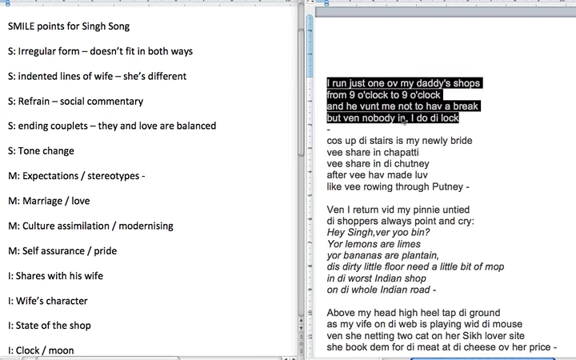 SMILE points for Singh Song
S: Irregular form – doesn't fit in both ways
S: indented lines of wife – she's different
S: Refrain – social commentary
S: ending couplets – they and love are balanced
S: Tone change
M: Expectations / stereotypes -
M: Marriage / love
M: Culture assimilation / modernising
M: Self assurance / pride
I: Shares with his wife
I: Wife's character
I: State of the shop
I: Clock / moon
I run just one ov my daddy's shops
from 9 o'clock to 9 o'clock
and he vunt me not to hav a break
but ven nobody in, I do di lock
-
cos up di stairs is my newly bride
vee share in chapatti
vee share in di chutney
after vee hav made luv
like vee rowing through Putney -
Ven I return vid my pinnie untied
di shoppers always point and cry:
Hey Singh,ver yoo bin?
Yor lemons are limes
yor bananas are plantain,
dis dirty little floor need a little bit of mop
in di worst Indian shop
on di whole Indian road -
Above my head high heel tap di ground
as my vife on di web is playing wid di mouse
ven she netting two cat on her Sikh lover site
she book dem for di meat at di cheese ov her price -